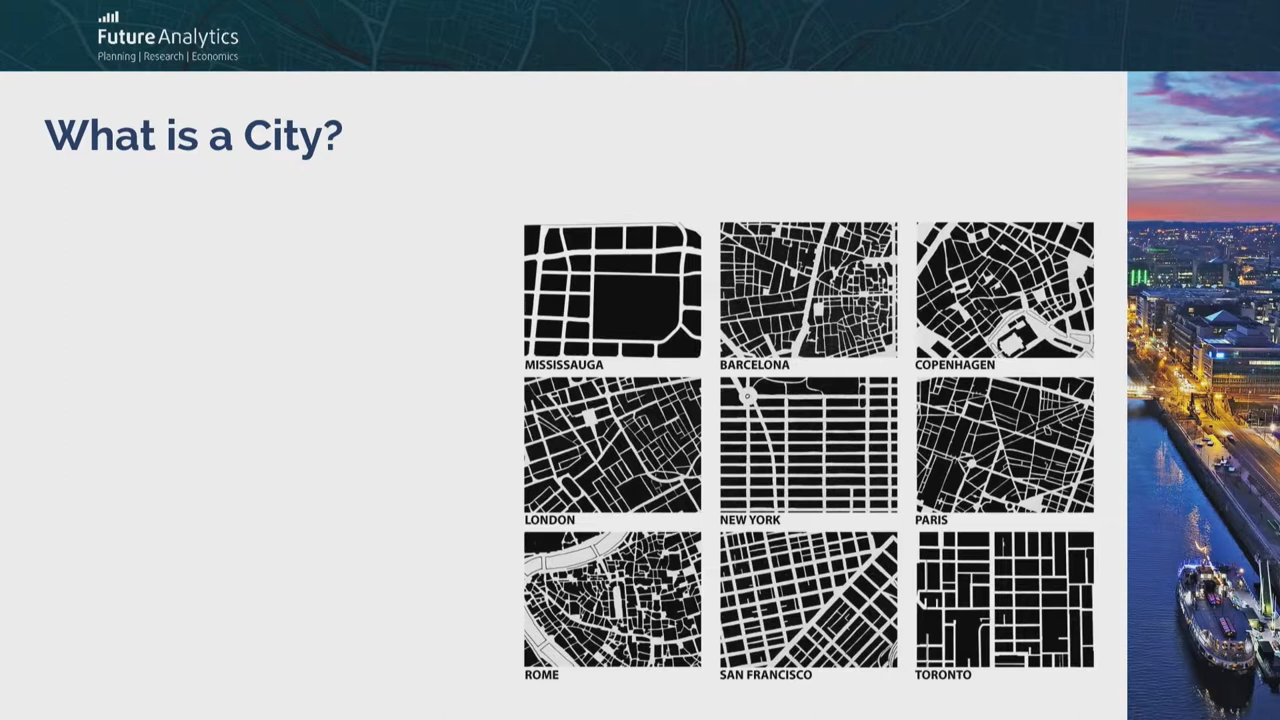 Future Analytics
Planning | Research | Economics
What is a City?
MISSISSAUGA
BARCELONA
COPENHAGEN
LONDON
NEW YORK
PARIS
ROME
SAN FRANCISCO
TORONTO